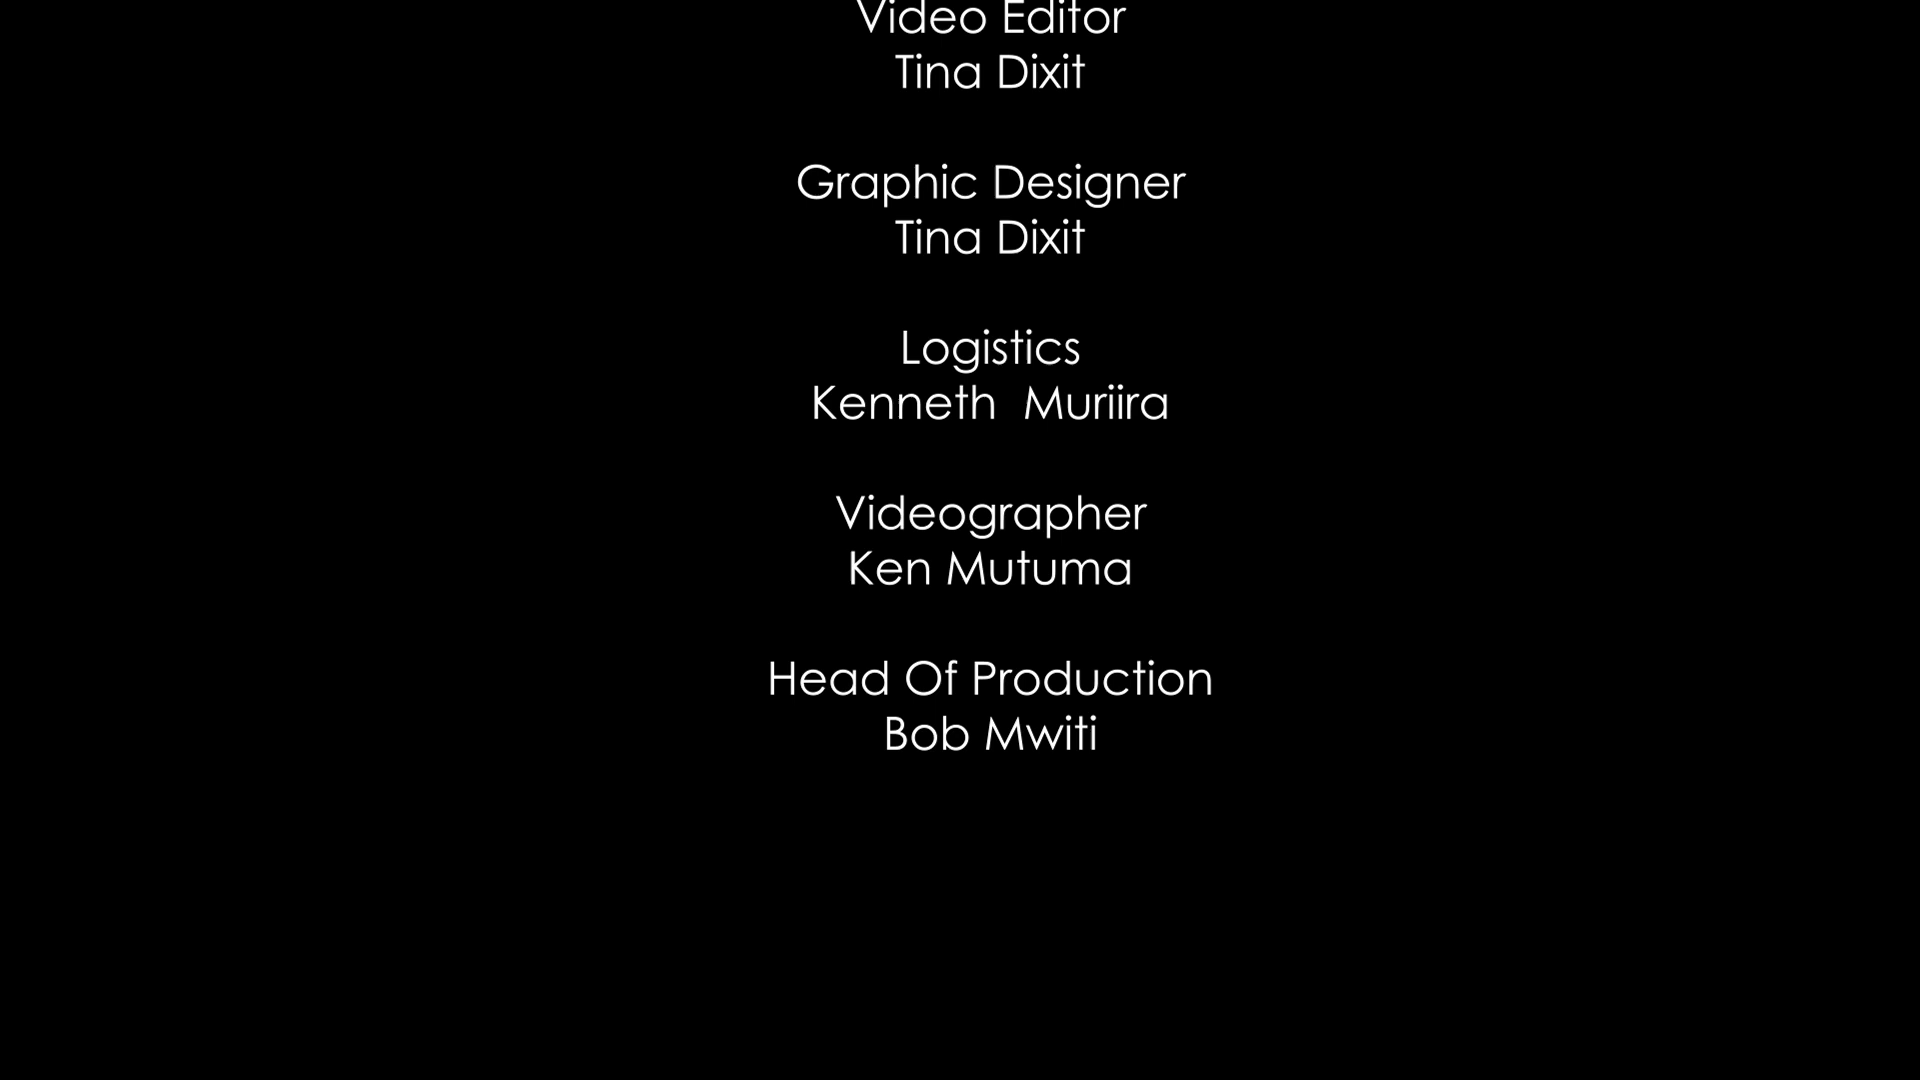 Video Editor
Tina Dixit
Graphic Designer
Tina Dixit
Logistics
Kenneth  Muriira
Videographer
Ken Mutuma
Head Of Production
Bob Mwiti